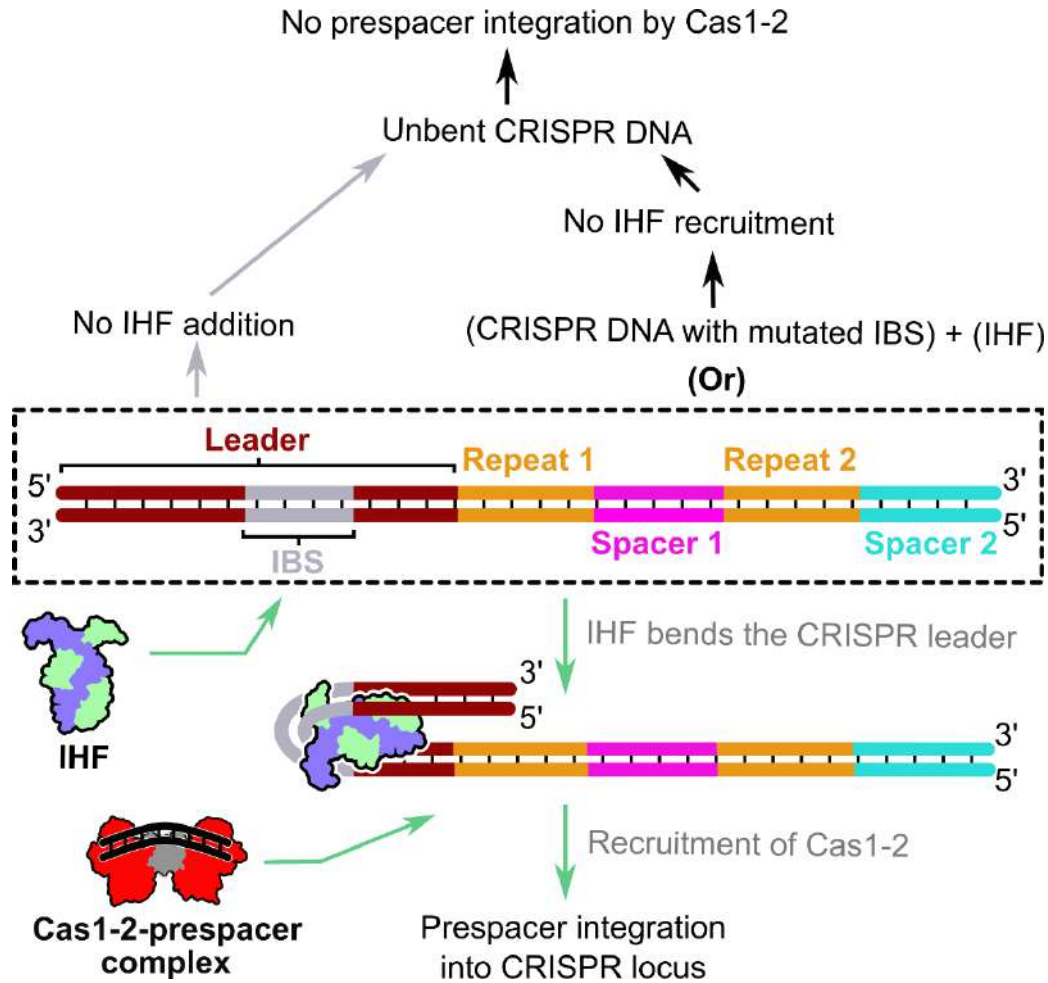 No prespacer integration by Cas1-2
Unbent CRISPR DNA
No IHF recruitment
No IHF addition
(CRISPR DNA with mutated IBS) + (IHF)
(Or)
Leader
Repeat 1
Repeat 2
5'
3'
3'
5'
IBS
Spacer 1
Spacer 2
IHF bends the CRISPR leader
3'
5'
IHF
3'
5'
Recruitment of Cas1-2
Cas1-2-prespacer
complex
Prespacer integration
into CRISPR locus